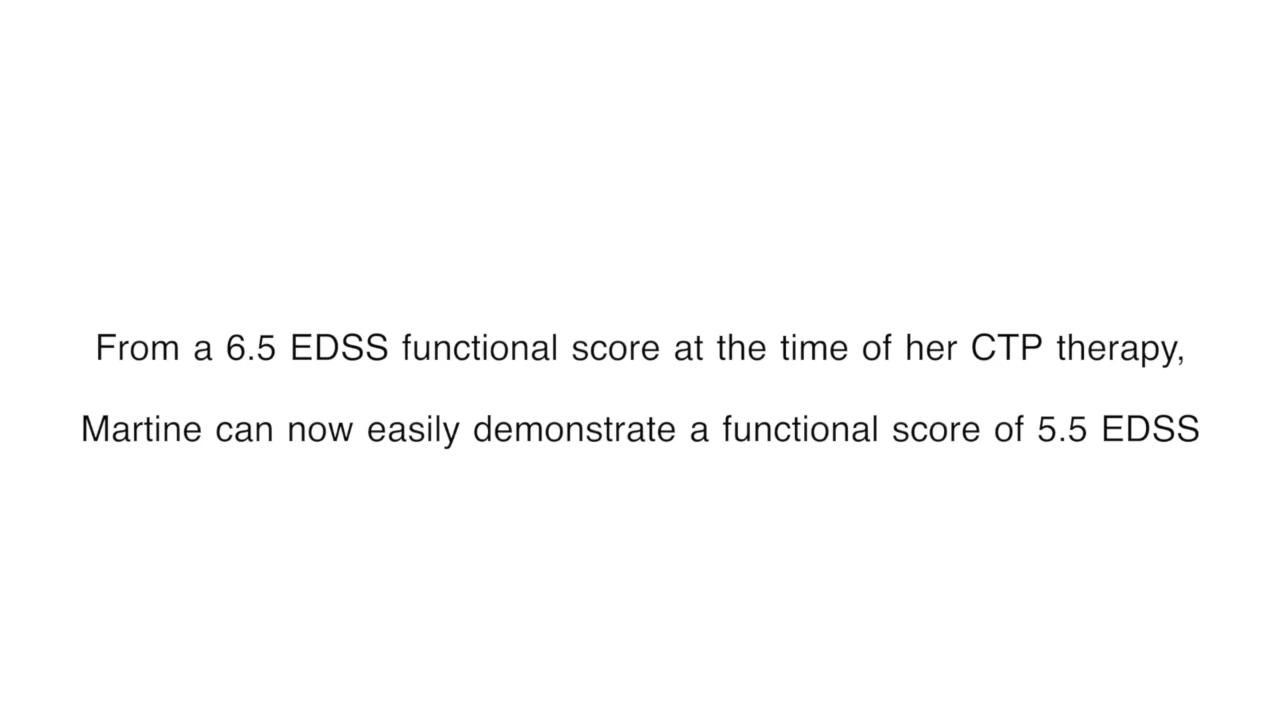 From a 6.5 EDSS functional score at the time of her CTP therapy,
Martine can now easily demonstrate a functional score of 5.5 EDSS